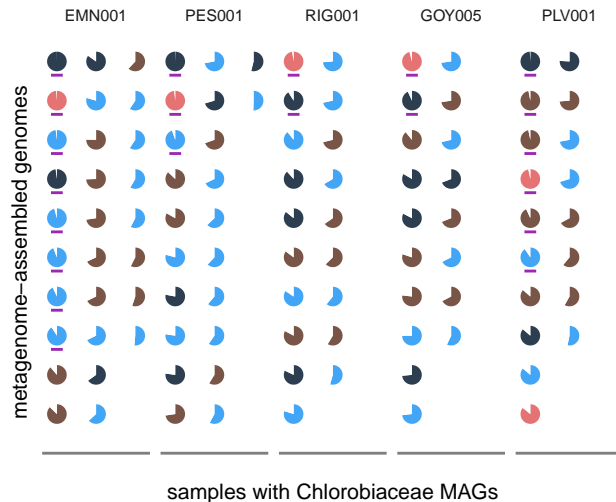 EMN001 PES001 RIG001 GOY005 PLV001
metagenome−assembled genomes
samples with Chlorobiaceae MAGs